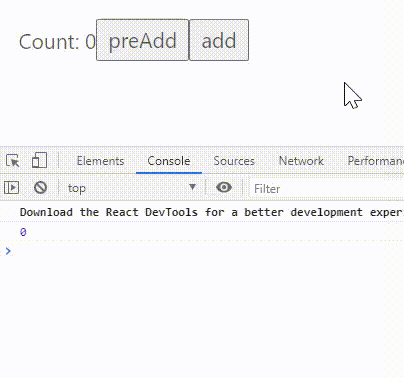 Count: 0 preAdd add
Elements Console Sources Network Performanc
top Filter
Download the React DevTools for a better development exper
0